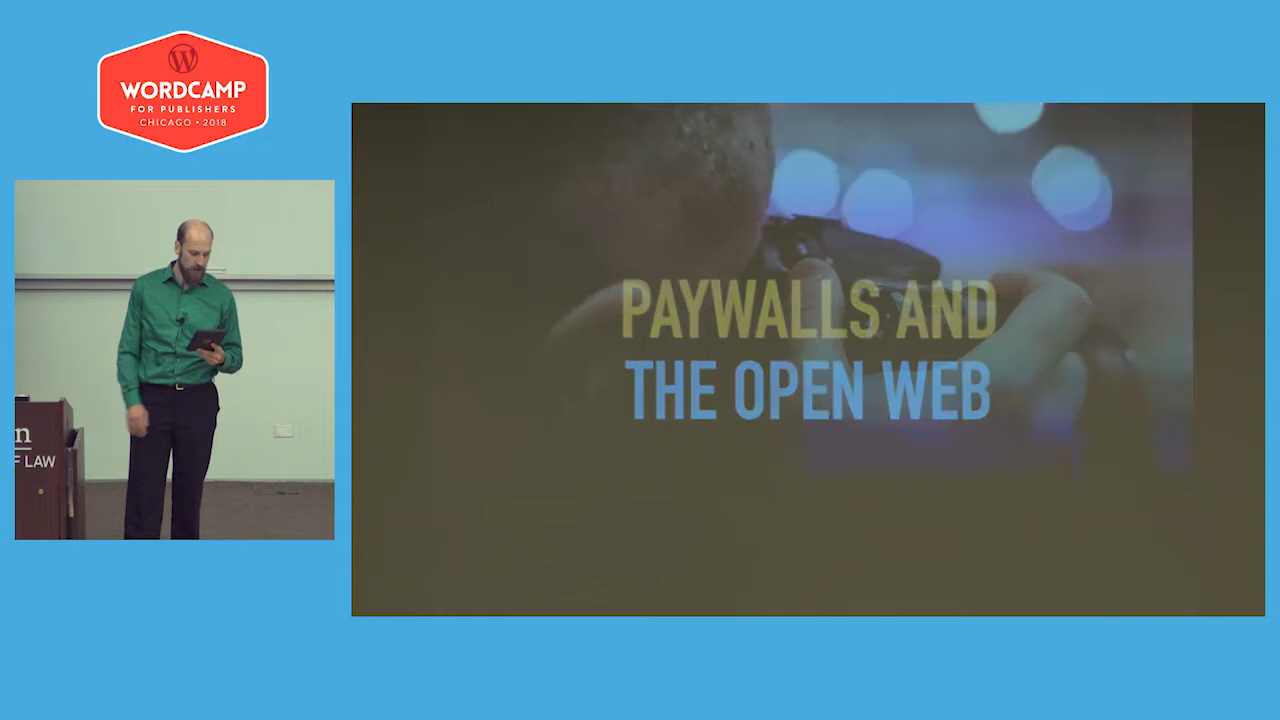 WORDCAMP
FOR PUBLISHERS
CHICAGO • 2018
PAYWALLS AND
THE OPEN WEB
n
F LAW